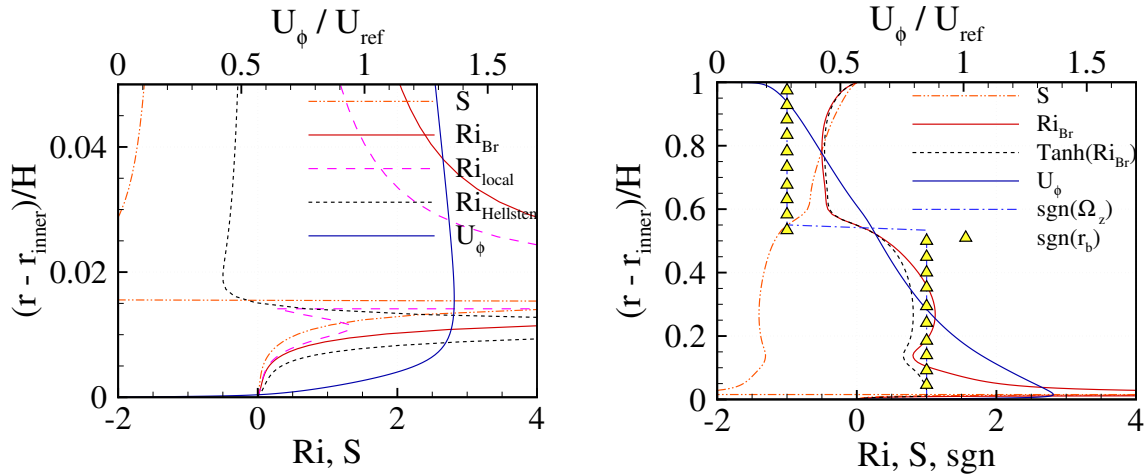 U_ϕ / U_ref
0 0.5 1 1.5
(r - r_inner)/H
0.04
0.02
0
S
Ri_Br
Ri_local
Ri_Hellsten
U_ϕ
-2 0 2 4
Ri, S
U_ϕ / U_ref
0 0.5 1 1.5
(r - r_inner)/H
1
0.8
0.6
0.4
0.2
0
S
Ri_Br
Tanh(Ri_Br)
U_ϕ
sgn(Ω_z)
sgn(r_b)
-2 0 2 4
Ri, S, sgn